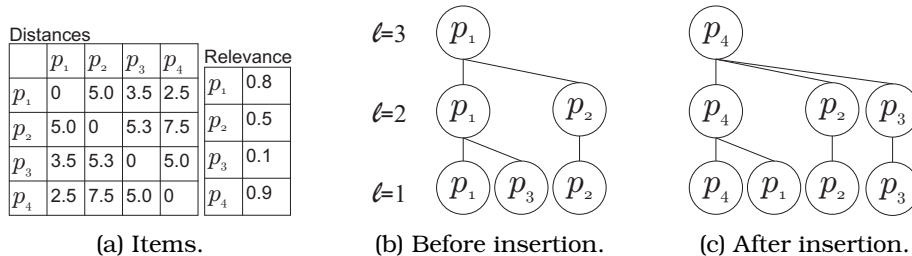 Distances
p₁ p₂ p₃ p₄
p₁ 0 5.0 3.5 2.5
p₂ 5.0 0 5.3 7.5
p₃ 3.5 5.3 0 5.0
p₄ 2.5 7.5 5.0 0
Relevance
p₁ 0.8
p₂ 0.5
p₃ 0.1
p₄ 0.9
(a) Items.
ℓ=3 p₁
ℓ=2 p₁ p₂
ℓ=1 p₁ p₃ p₂
(b) Before insertion.
p₄
p₄ p₂ p₃
p₄ p₁ p₂ p₃
(c) After insertion.